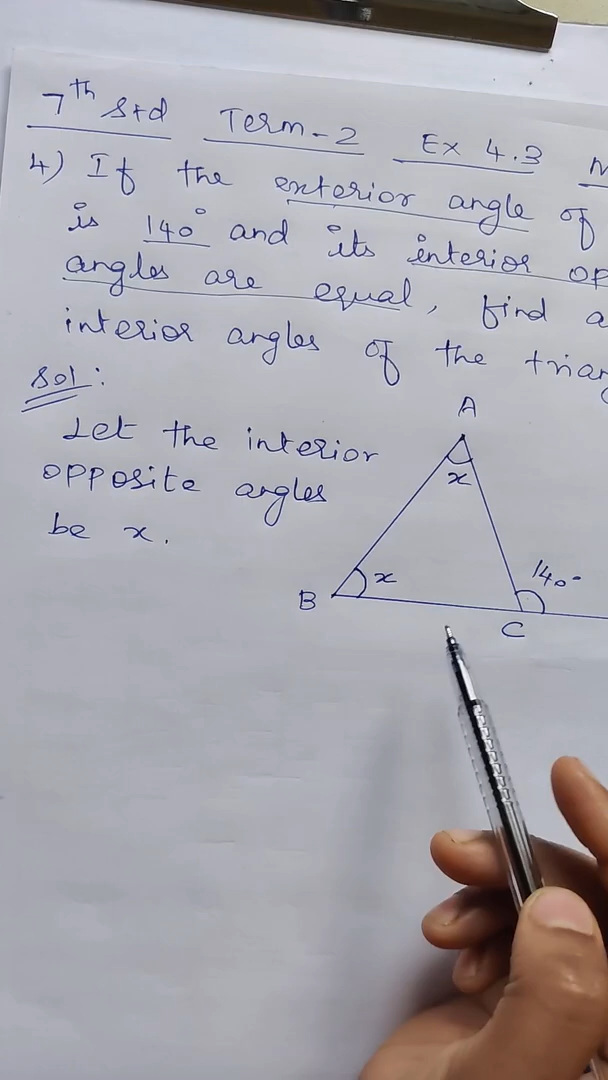 7th std Term-2 Ex 4.3
4) If the exterior angle of
is 140° and its interior op
angles are equal, find a
interior angles of the trian
Sol:
Let the interior
opposite angles
be x.
A
x
B x
140°
C